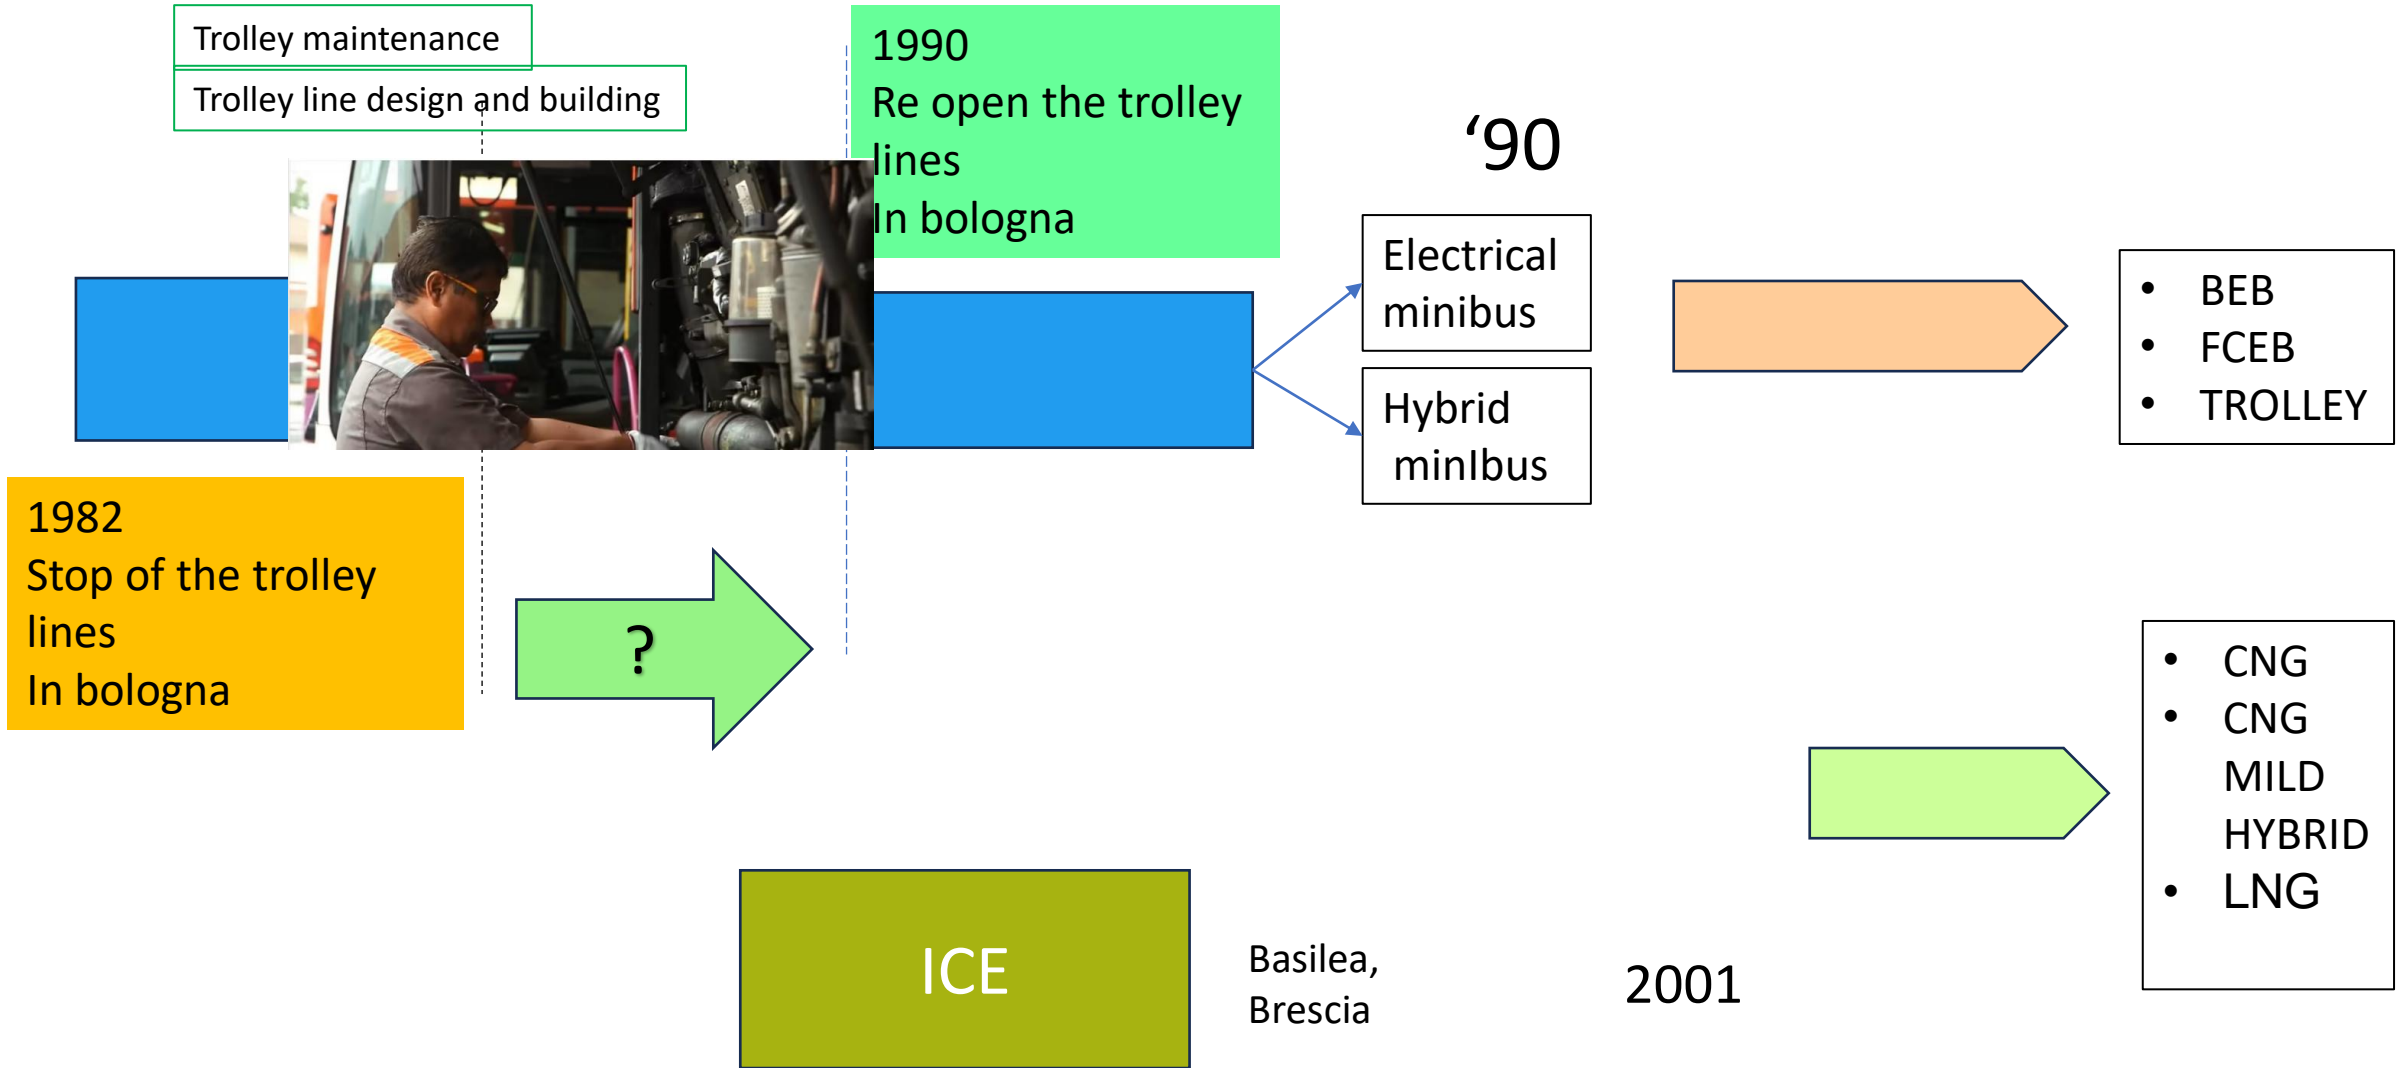 Trolley maintenance
Trolley line design and building
1990
Re open the trolley
lines
In bologna
‘90
Electrical
minibus
Hybrid
minIbus
• BEB
• FCEB
• TROLLEY
1982
Stop of the trolley
lines
In bologna
?
• CNG
• CNG
MILD
HYBRID
• LNG
ICE
Basilea,
Brescia
2001